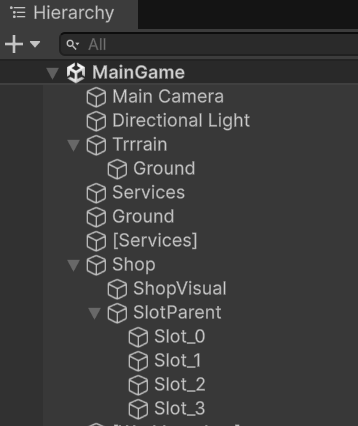 Hierarchy
All
MainGame
Main Camera
Directional Light
Trrrain
Ground
Services
Ground
[Services]
Shop
ShopVisual
SlotParent
Slot_0
Slot_1
Slot_2
Slot_3